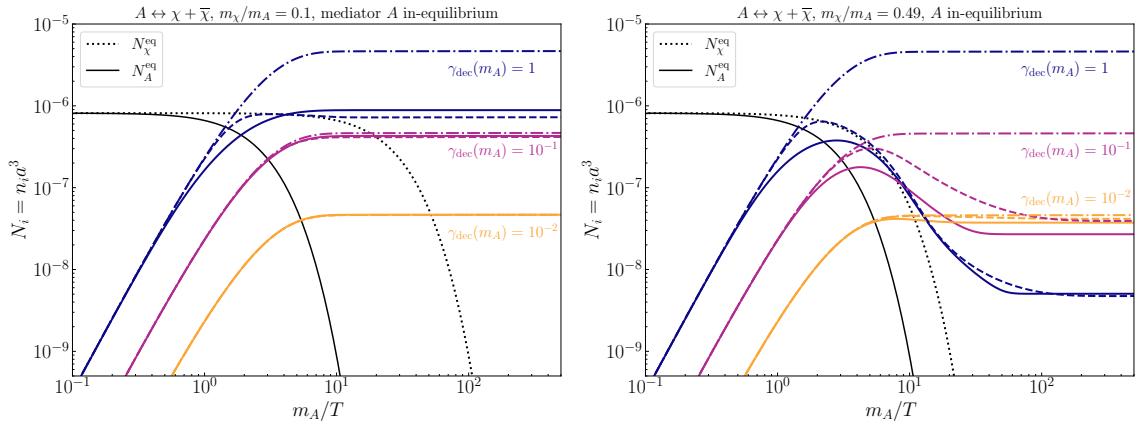 A ↔ χ + χ̅, m_χ/m_A = 0.1, mediator A in-equilibrium
N_χ^eq
N_A^eq
γ_dec(m_A) = 1
γ_dec(m_A) = 10^-1
γ_dec(m_A) = 10^-2
10^-5
10^-6
10^-7
10^-8
10^-9
N_i = n_i a^3
10^-1
10^0
10^1
10^2
m_A/T
A ↔ χ + χ̅, m_χ/m_A = 0.49, A in-equilibrium
N_χ^eq
N_A^eq
γ_dec(m_A) = 1
γ_dec(m_A) = 10^-1
γ_dec(m_A) = 10^-2
10^-5
10^-6
10^-7
10^-8
10^-9
N_i = n_i a^3
10^-1
10^0
10^1
10^2
m_A/T